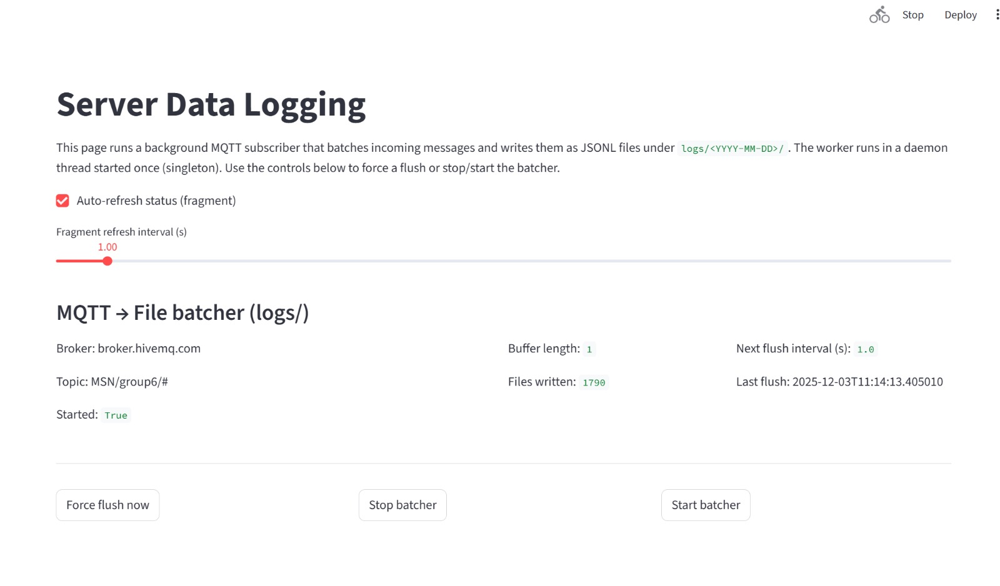 Stop
Deploy
Server Data Logging
This page runs a background MQTT subscriber that batches incoming messages and writes them as JSONL files under logs/<YYYY-MM-DD>/ . The worker runs in a daemon
thread started once (singleton). Use the controls below to force a flush or stop/start the batcher.
Auto-refresh status (fragment)
Fragment refresh interval (s)
1.00
MQTT → File batcher (logs/)
Broker: broker.hivemq.com
Buffer length: 1
Next flush interval (s): 1.0
Topic: MSN/group6/#
Files written: 1790
Last flush: 2025-12-03T11:14:13.405010
Started: True
Force flush now
Stop batcher
Start batcher